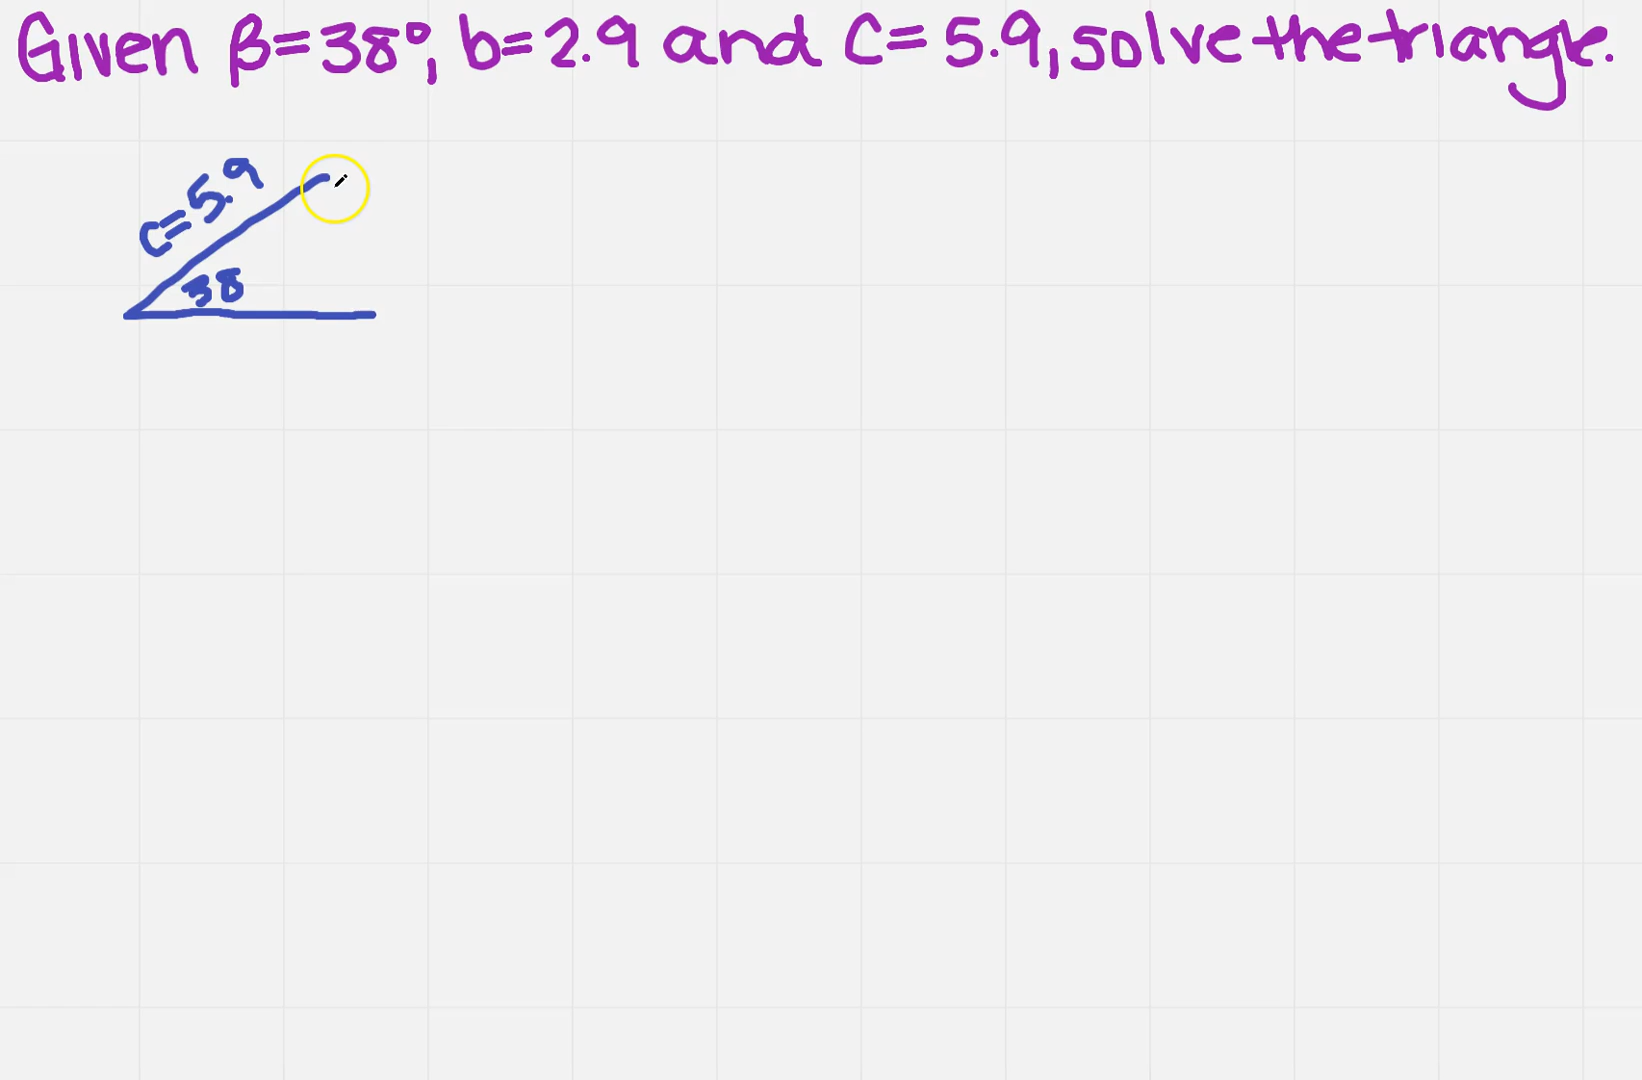 Given β=38°, b=2.9 and C=5.9, solve the triangle.
C=5.9
38